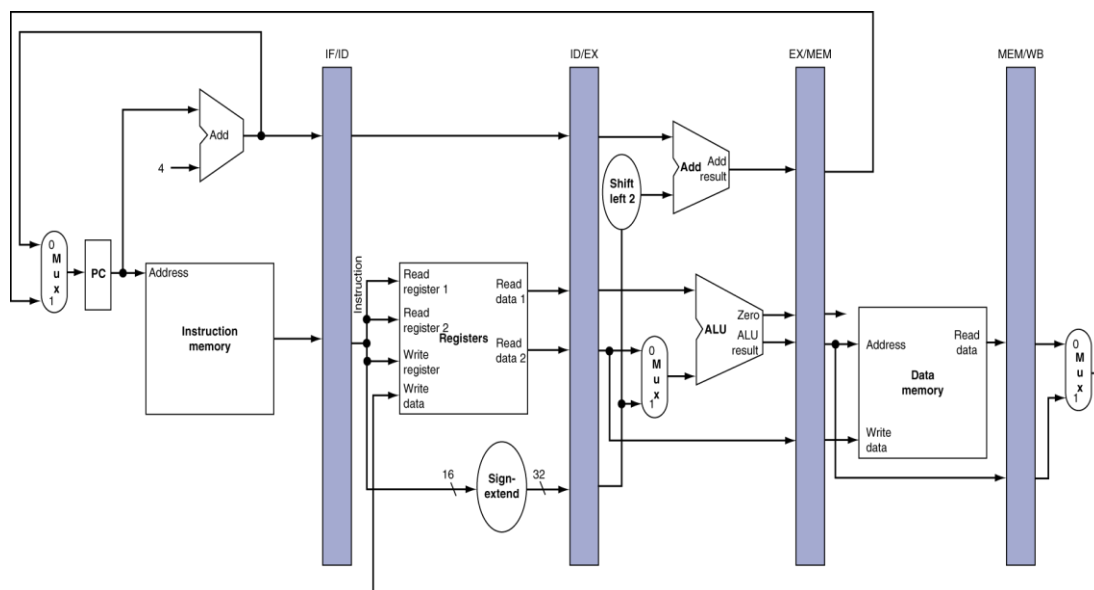 IF/ID
ID/EX
EX/MEM
MEM/WB
Add
4
Shift
left 2
Add
Add
result
0
M
u
x
1
PC
Address
Instruction
memory
Instruction
Read
register 1
Read
register 2
Write
register
Write
data
Registers
Read
data 1
Read
data 2
16
Sign-
extend
32
0
M
u
x
1
ALU
Zero
ALU
result
Address
Data
memory
Write
data
Read
data
0
M
u
x
1